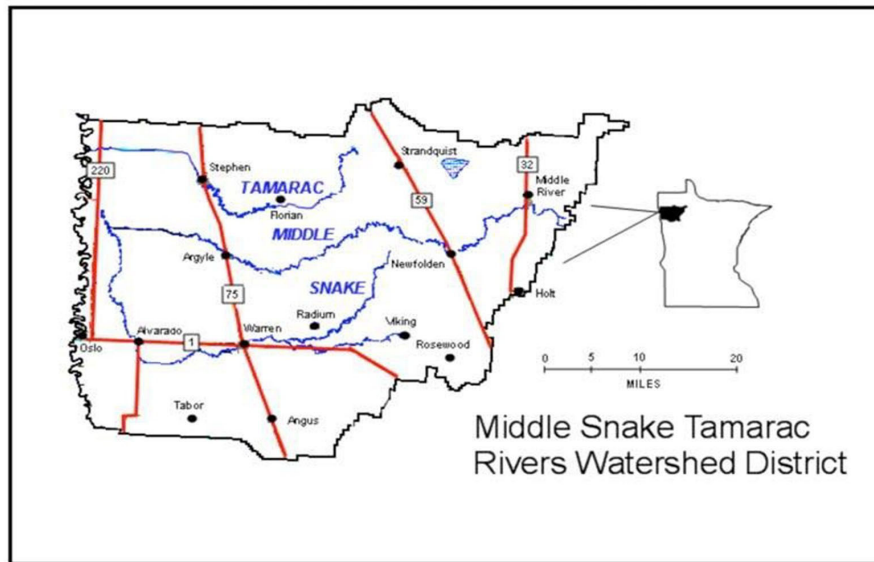 Strandquist
32
220
Stephen
TAMARAC
Middle
River
Florian
59
MIDDLE
Argyle
Newfolden
SNAKE
75
Holt
Radium
Viking
Alvarado
1
Warren
Oslo
Rosewood
0 5 10 20
MILES
Tabor
Angus
Middle Snake Tamarac
Rivers Watershed District